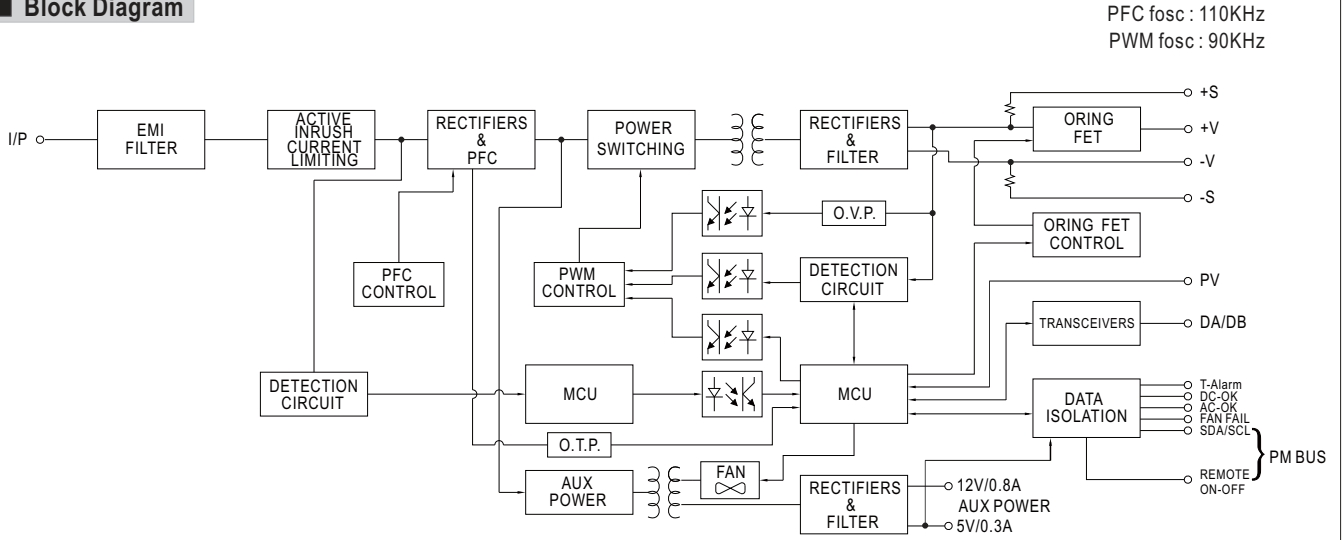 Block Diagram
PFC fosc : 110KHz
PWM fosc : 90KHz
I/P
EMI
FILTER
ACTIVE
INRUSH
CURRENT
LIMITING
RECTIFIERS
&
PFC
POWER
SWITCHING
RECTIFIERS
&
FILTER
ORING
FET
+S
+V
-V
-S
O.V.P.
ORING FET
CONTROL
PFC
CONTROL
PWM
CONTROL
DETECTION
CIRCUIT
PV
TRANSCEIVERS
DA/DB
DETECTION
CIRCUIT
MCU
MCU
DATA
ISOLATION
T-Alarm
DC-OK
AC-OK
FAN FAIL
SDA/SCL
PM BUS
REMOTE
ON-OFF
O.T.P.
AUX
POWER
FAN
RECTIFIERS
&
FILTER
12V/0.8A
AUX POWER
5V/0.3A